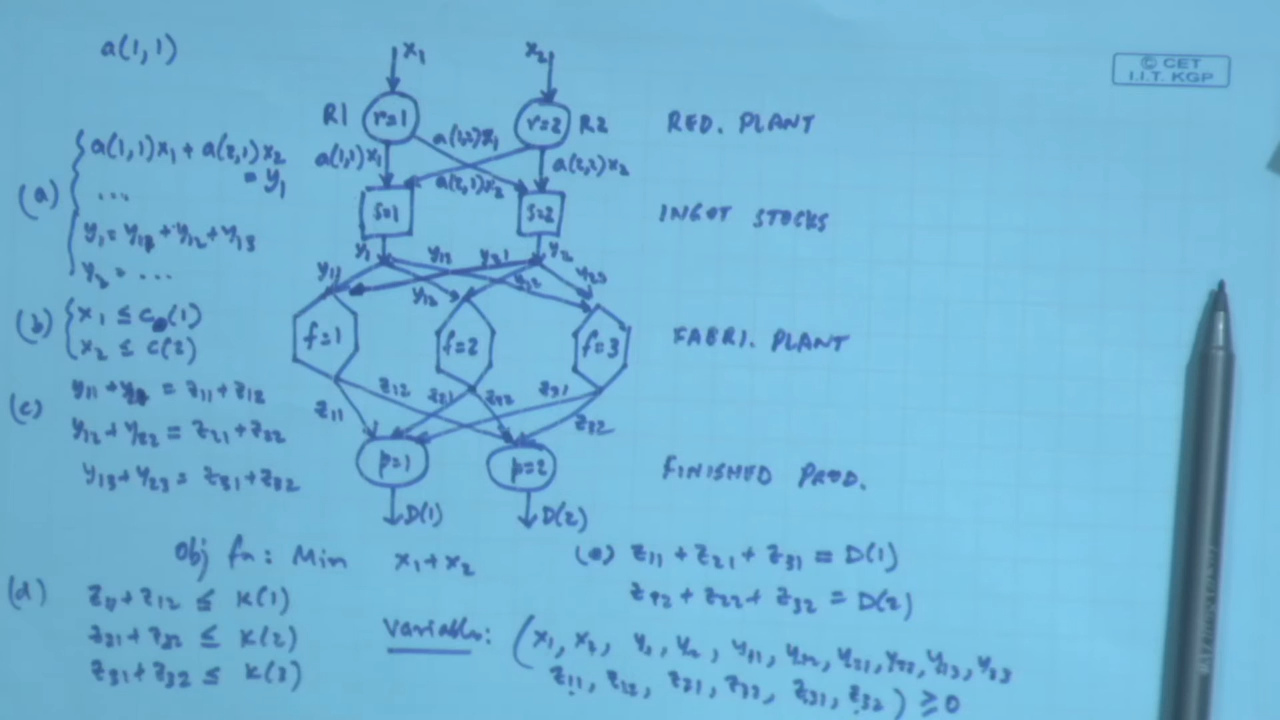 a(1,1)
x₁
x₂
© CET
I.I.T. KGP
R1
r=1
r=2
R2
RED. PLANT
a(1,1)x₁
a(1,2)x₁
a(2,1)x₂
a(2,2)x₂
(a)
a(1,1)x₁ + a(2,1)x₂
= y₁
...
y₁ = y₁₁ + y₁₂ + y₁₃
y₂ = ...
s=1
s=2
INGOT STOCKS
y₁
y₁₃
y₂₁
y₂
y₁₁
y₁₂
y₂₂
y₂₃
(b)
x₁ ≤ c(1)
x₂ ≤ c(2)
f=1
f=2
f=3
FABRI. PLANT
(c)
y₁₁ + y₂₁ = z₁₁ + z₁₂
y₁₂ + y₂₂ = z₂₁ + z₂₂
y₁₃ + y₂₃ = z₃₁ + z₃₂
z₁₁
z₁₂
z₂₁
z₂₂
z₃₁
z₃₂
p=1
p=2
FINISHED PROD.
D(1)
D(2)
Obj fn: Min x₁ + x₂
(e) z₁₁ + z₂₁ + z₃₁ = D(1)
z₁₂ + z₂₂ + z₃₂ = D(2)
(d)
z₁₁ + z₁₂ ≤ K(1)
z₂₁ + z₂₂ ≤ K(2)
z₃₁ + z₃₂ ≤ K(3)
Variables: (x₁, x₂, y₁, y₂, y₁₁, y₁₂, y₂₁, y₂₂, y₁₃, y₂₃
z₁₁, z₁₂, z₂₁, z₂₂, z₃₁, z₃₂) ≥ 0